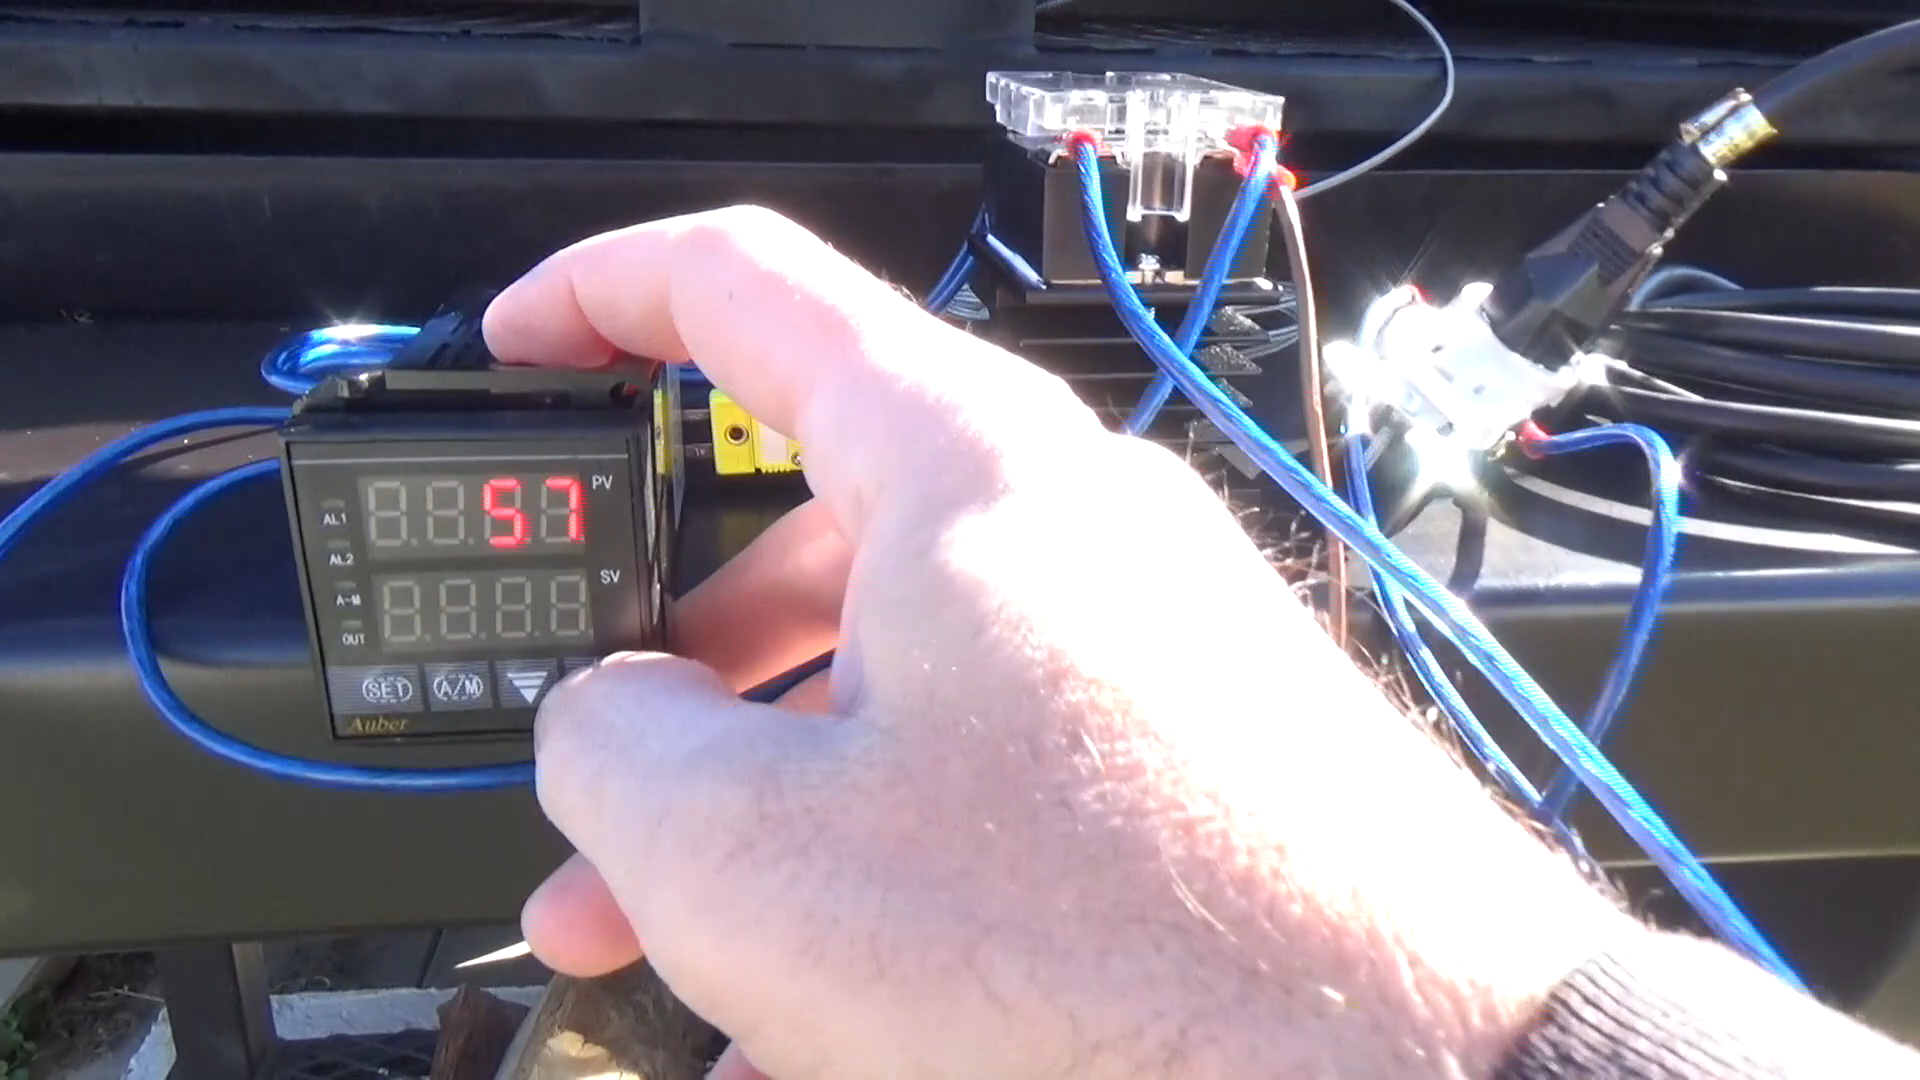 57 PV
AL1
AL2
SV
A-M
OUT
SET A/M
Auber